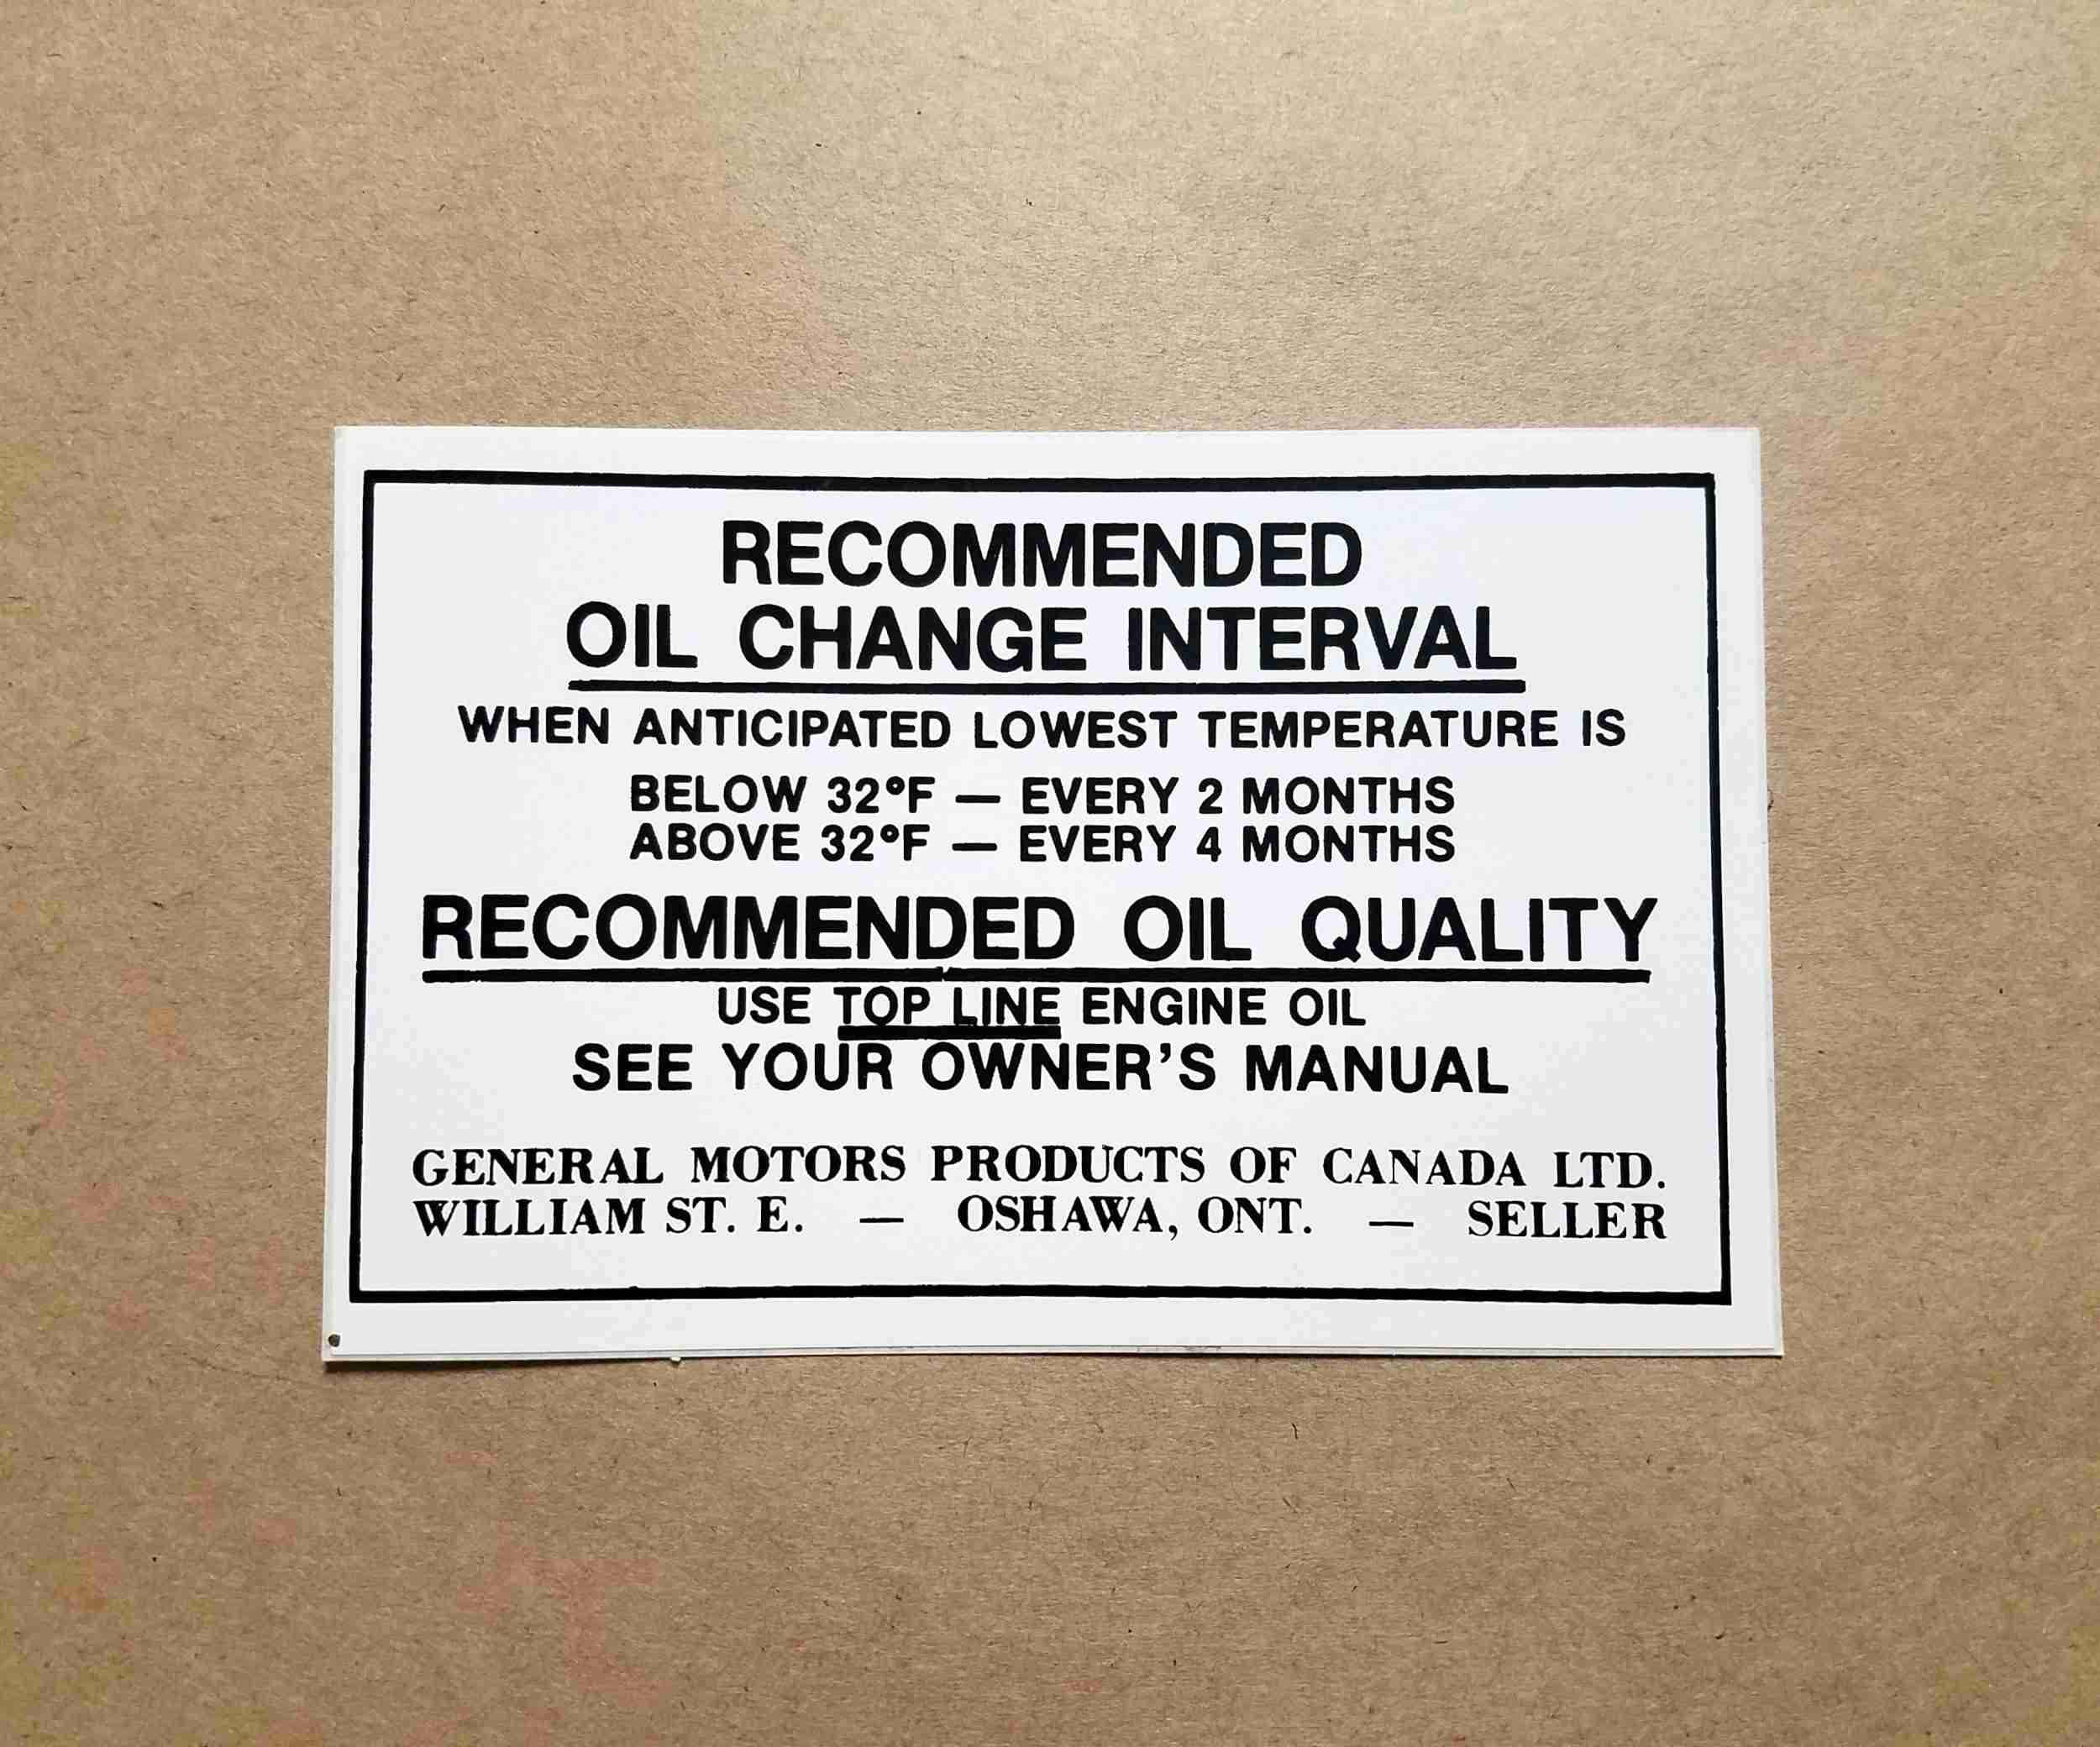 RECOMMENDED
OIL CHANGE INTERVAL
WHEN ANTICIPATED LOWEST TEMPERATURE IS
BELOW 32°F — EVERY 2 MONTHS
ABOVE 32°F — EVERY 4 MONTHS
RECOMMENDED OIL QUALITY
USE TOP LINE ENGINE OIL
SEE YOUR OWNER'S MANUAL
GENERAL MOTORS PRODUCTS OF CANADA LTD.
WILLIAM ST. E. — OSHAWA, ONT. — SELLER